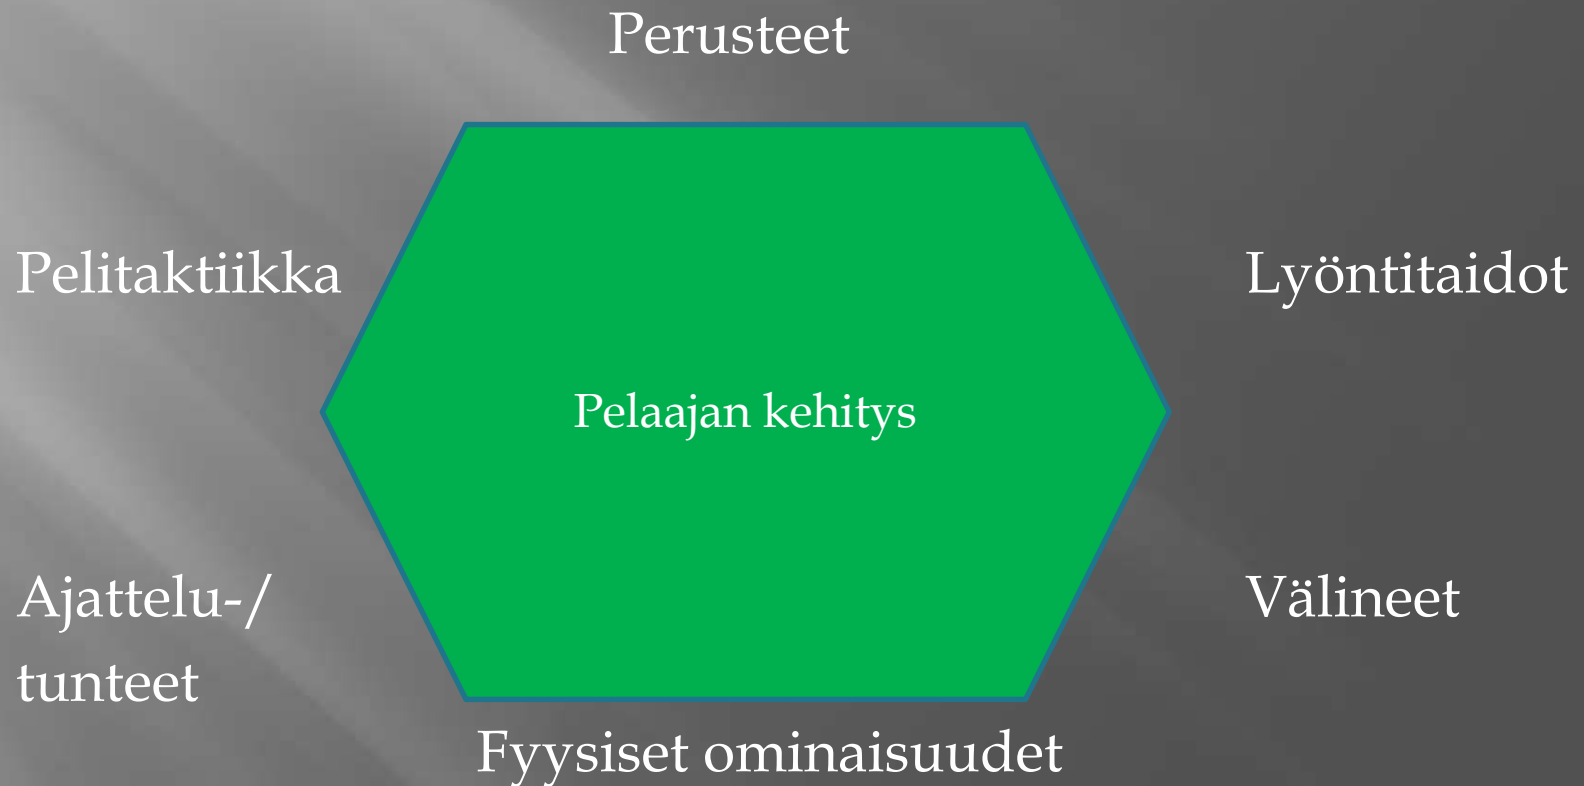 Perusteet
Pelitaktiikka
Lyöntitaidot
Pelaajan kehitys
Ajattelu-/
tunteet
Välineet
Fyysiset ominaisuudet